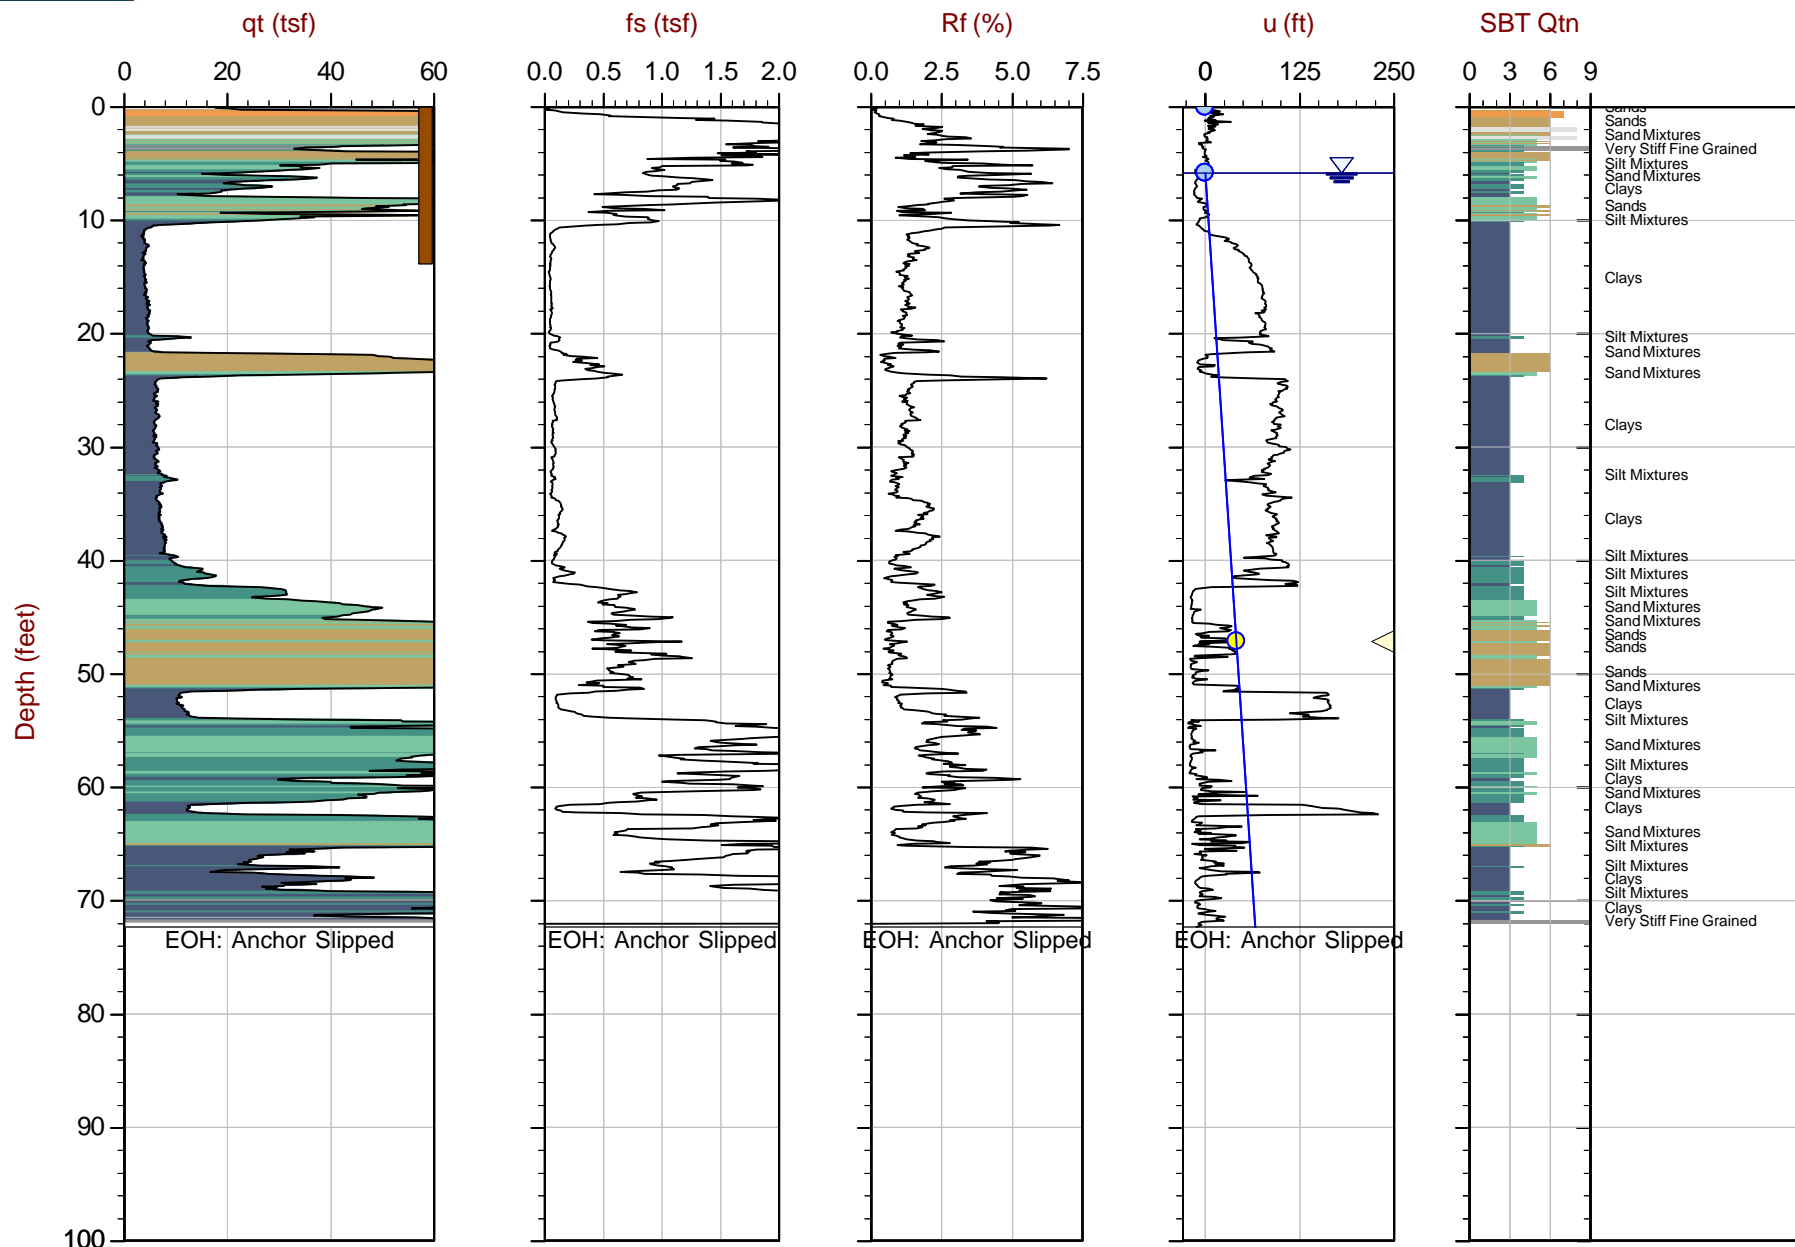 qt (tsf)
fs (tsf)
Rf (%)
u (ft)
SBT Qtn
0 20 40 60
0.0 0.5 1.0 1.5 2.0
0.0 2.5 5.0 7.5
0 125 250
0 3 6 9
Depth (feet)
0
10
20
30
40
50
60
70
80
90
100
Sands
Sands
Sand Mixtures
Very Stiff Fine Grained
Silt Mixtures
Sand Mixtures
Clays
Sands
Silt Mixtures
Clays
Silt Mixtures
Sand Mixtures
Sand Mixtures
Clays
Silt Mixtures
Clays
Silt Mixtures
Silt Mixtures
Silt Mixtures
Sand Mixtures
Sand Mixtures
Sands
Sands
Sands
Sand Mixtures
Clays
Silt Mixtures
Sand Mixtures
Silt Mixtures
Clays
Sand Mixtures
Clays
Sand Mixtures
Silt Mixtures
Silt Mixtures
Clays
Silt Mixtures
Clays
Very Stiff Fine Grained
EOH: Anchor Slipped
EOH: Anchor Slipped
EOH: Anchor Slipped
EOH: Anchor Slipped